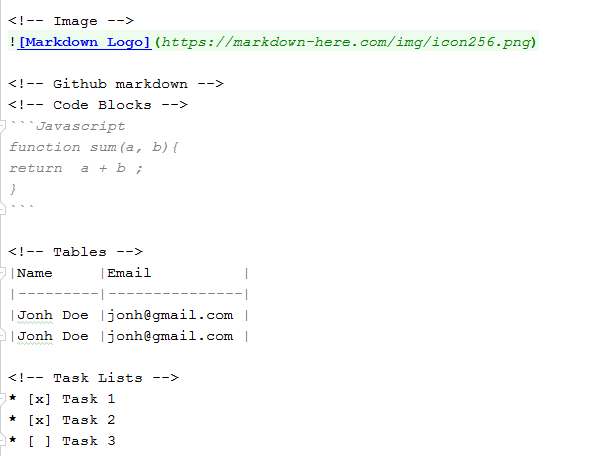 <!-- Image -->
![Markdown Logo](https://markdown-here.com/img/icon256.png)
<!-- Github markdown -->
<!-- Code Blocks -->
```Javascript
function sum(a, b){
return  a + b ;
}
```
<!-- Tables -->
|Name     |Email          |
|---------|---------------|
|Jonh Doe |jonh@gmail.com |
|Jonh Doe |jonh@gmail.com |
<!-- Task Lists -->
* [x] Task 1
* [x] Task 2
* [ ] Task 3